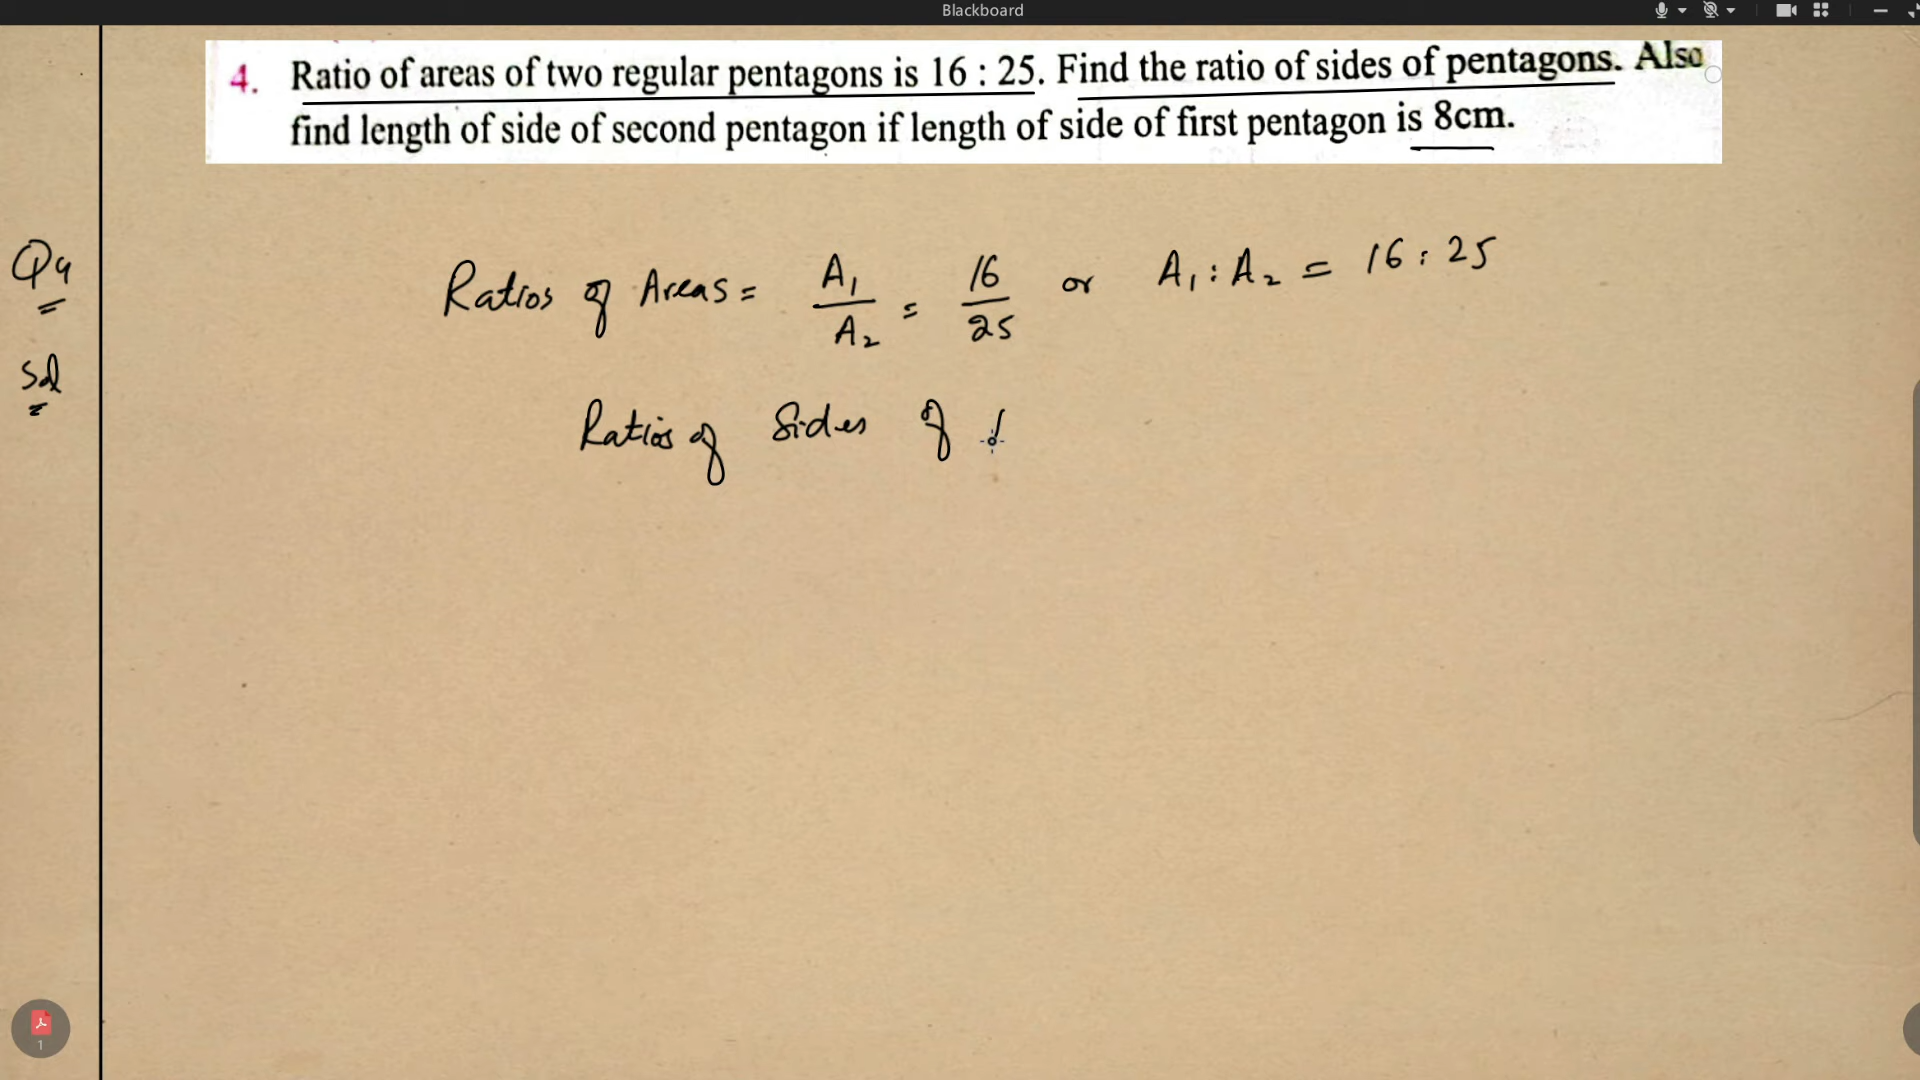 Blackboard
4. Ratio of areas of two regular pentagons is 16 : 25. Find the ratio of sides of pentagons. Also
find length of side of second pentagon if length of side of first pentagon is 8cm.
Q4
Sol
Ratios of Areas = A₁/A₂ = 16/25 or A₁ : A₂ = 16 : 25
Ratios of Sides of
1